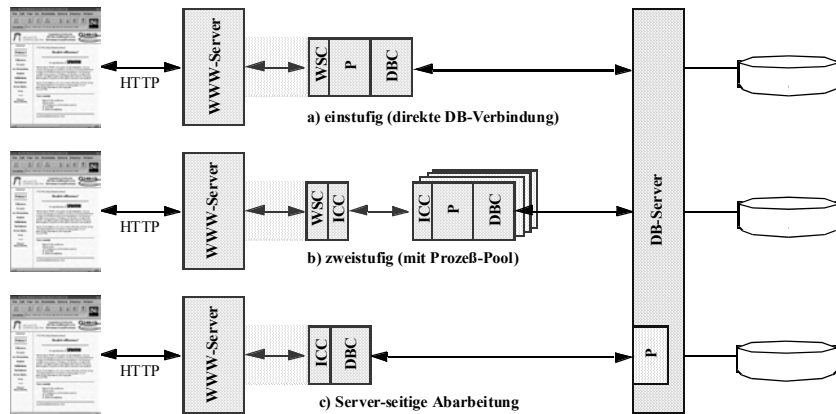 WWW-Server
WSC
P
DBC
HTTP
a) einstufig (direkte DB-Verbindung)
WWW-Server
WSC
ICC
ICC
P
DBC
HTTP
b) zweistufig (mit Prozeß-Pool)
DB-Server
WWW-Server
ICC
DBC
P
HTTP
c) Server-seitige Abarbeitung